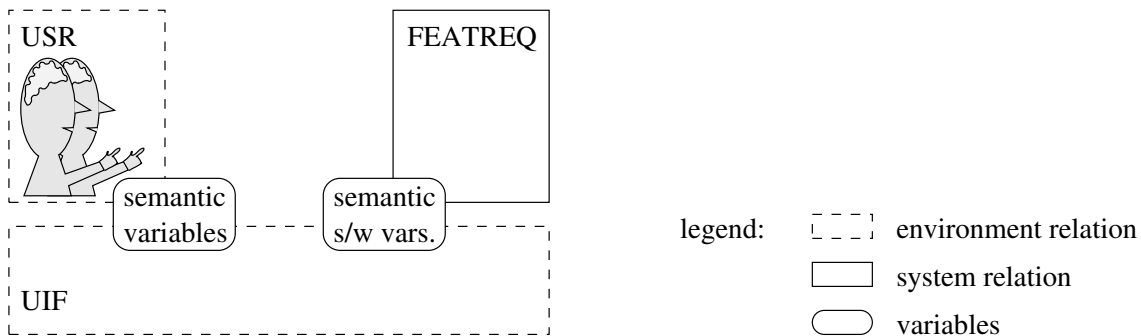 USR
FEATREQ
semantic
variables
semantic
s/w vars.
UIF
legend:
environment relation
system relation
variables